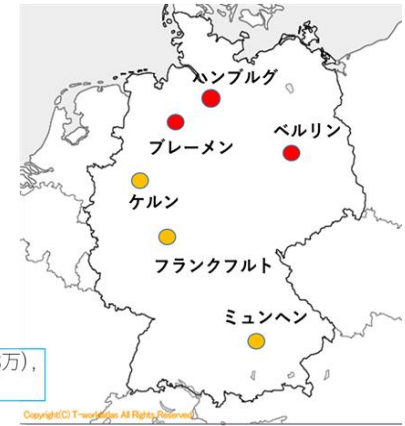 ハンブルグ
ベルリン
ブレーメン
ケルン
フランクフルト
ミュンヘン
万),
Copyright(C) T-worldatlas All Rights Reserved